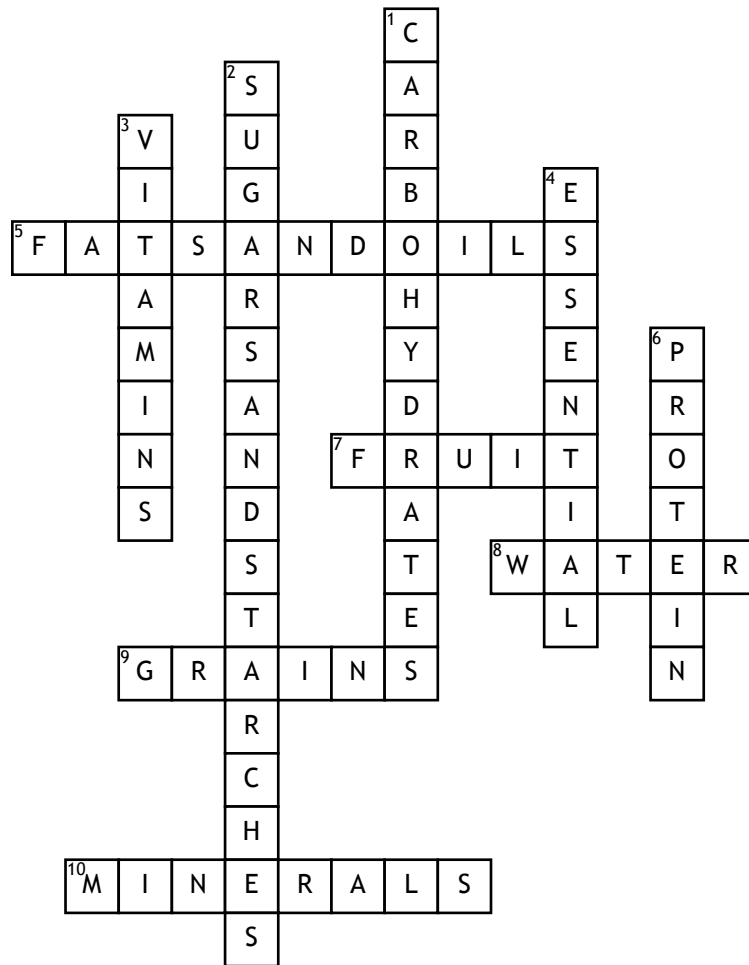 1 C
2 S A
3 V U R
I G B 4 E
5 F A T S A N D O I L S
A R H S
M S Y E 6 P
I A D N R
N N 7 F R U I T O
S D A I T
S T 8 W A T E R
T E L I
9 G R A I N S N
R
C
H
10 M I N E R A L S
S